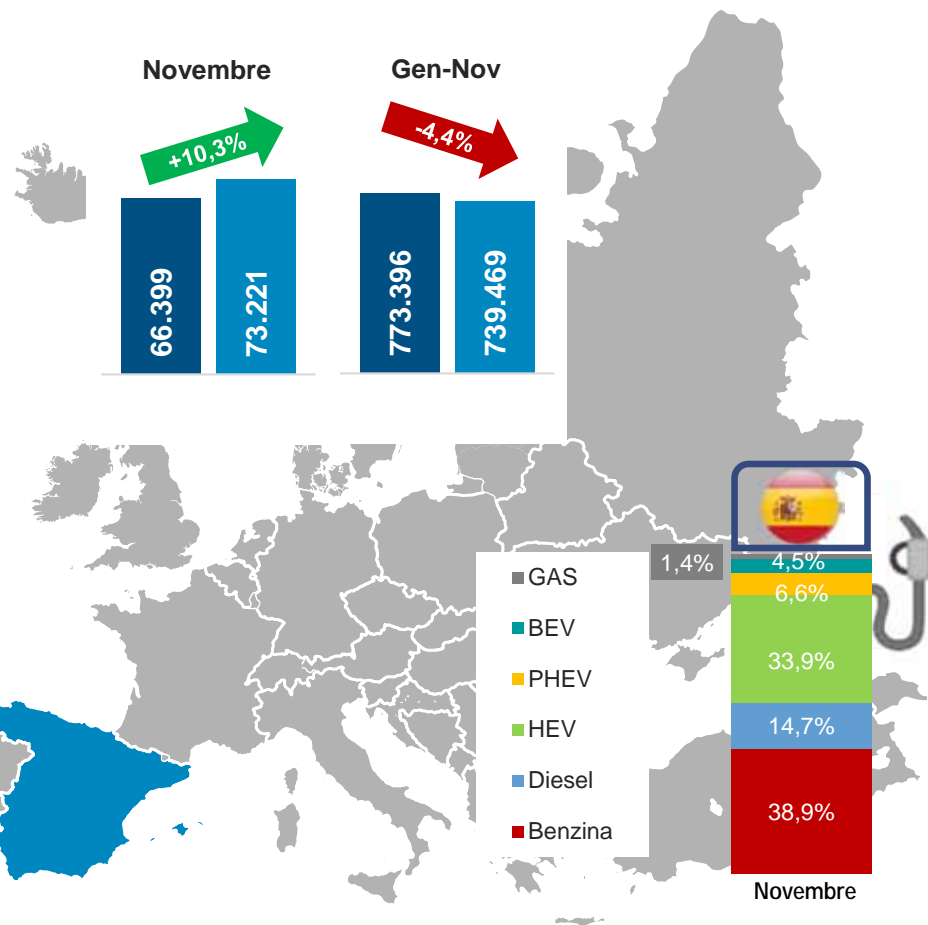 Novembre
Gen-Nov
+10,3%
-4,4%
66.399
73.221
773.396
739.469
GAS
BEV
PHEV
HEV
Diesel
Benzina
1,4%
4,5%
6,6%
33,9%
14,7%
38,9%
Novembre